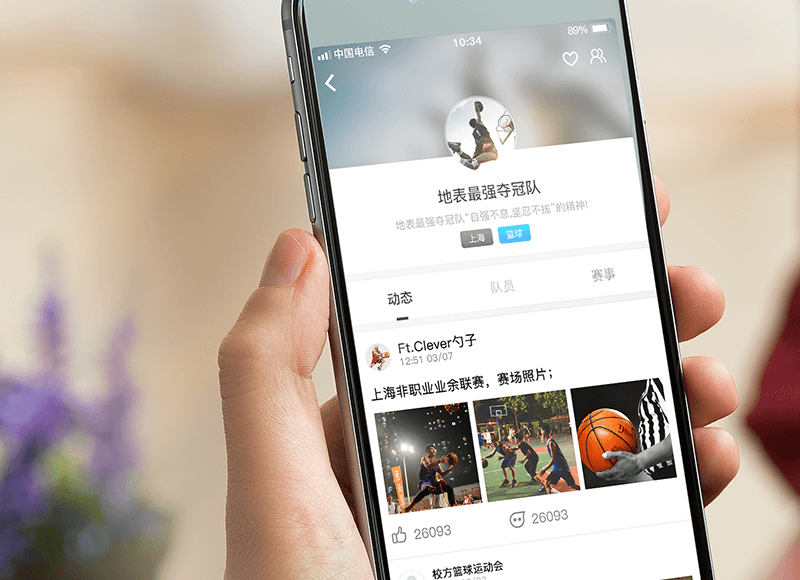 中国电信
10:34
89%
地表最强夺冠队
地表最强夺冠队“自强不息,坚忍不拔”的精神!
上海 篮球
动态 队员 赛事
Ft.Clever勺子
12:51 03/07
上海非职业业余联赛，赛场照片；
26093 26093
校方篮球运动会